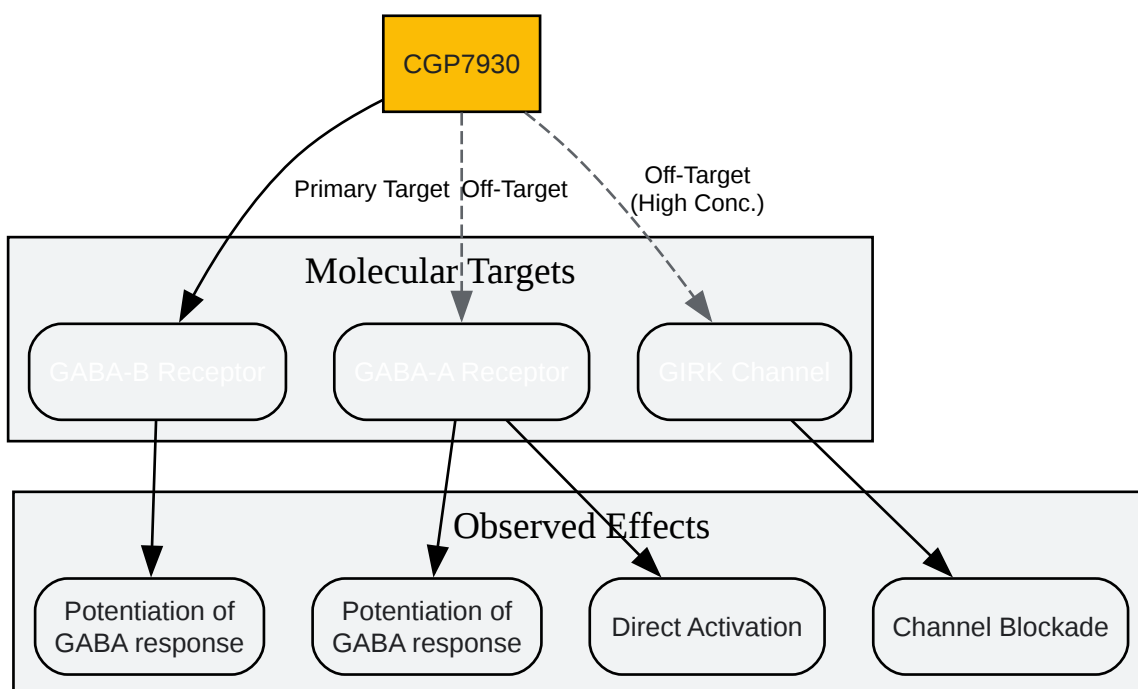 CGP7930
Primary Target
Off-Target
Off-Target
(High Conc.)
Molecular Targets
GABA-B Receptor
GABA-A Receptor
GIRK Channel
Observed Effects
Potentiation of
GABA response
Potentiation of
GABA response
Direct Activation
Channel Blockade